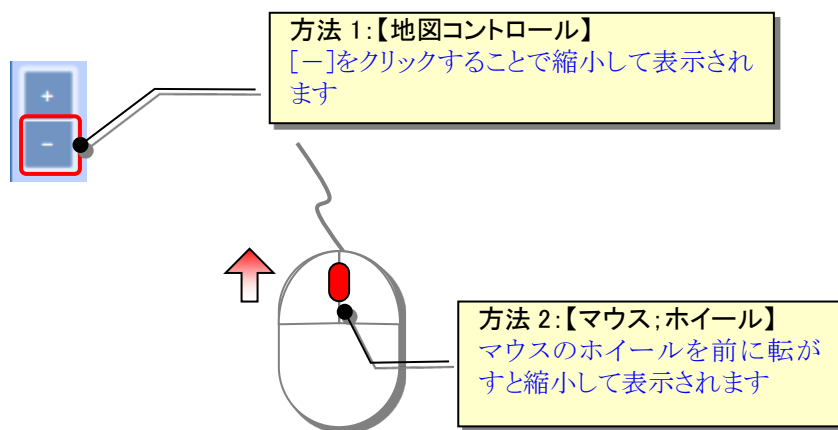 方法 1:【地図コントロール】
[－]をクリックすることで縮小して表示され
ます
+
－
方法 2:【マウス;ホイール】
マウスのホイールを前に転が
すと縮小して表示されます